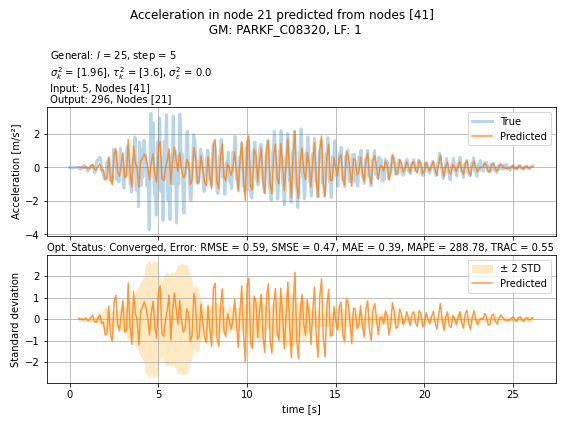 Acceleration in node 21 predicted from nodes [41]
GM: PARKF_C08320, LF: 1
General: l = 25, step = 5
σ²ₖ = [1.96], τ²ₖ = [3.6], σ²ε = 0.0
Input: 5, Nodes [41]
Output: 296, Nodes [21]
Acceleration [m/s²]
2
0
−2
−4
True
Predicted
Opt. Status: Converged, Error: RMSE = 0.59, SMSE = 0.47, MAE = 0.39, MAPE = 288.78, TRAC = 0.55
Standard deviation
2
1
0
−1
−2
± 2 STD
Predicted
0 5 10 15 20 25
time [s]